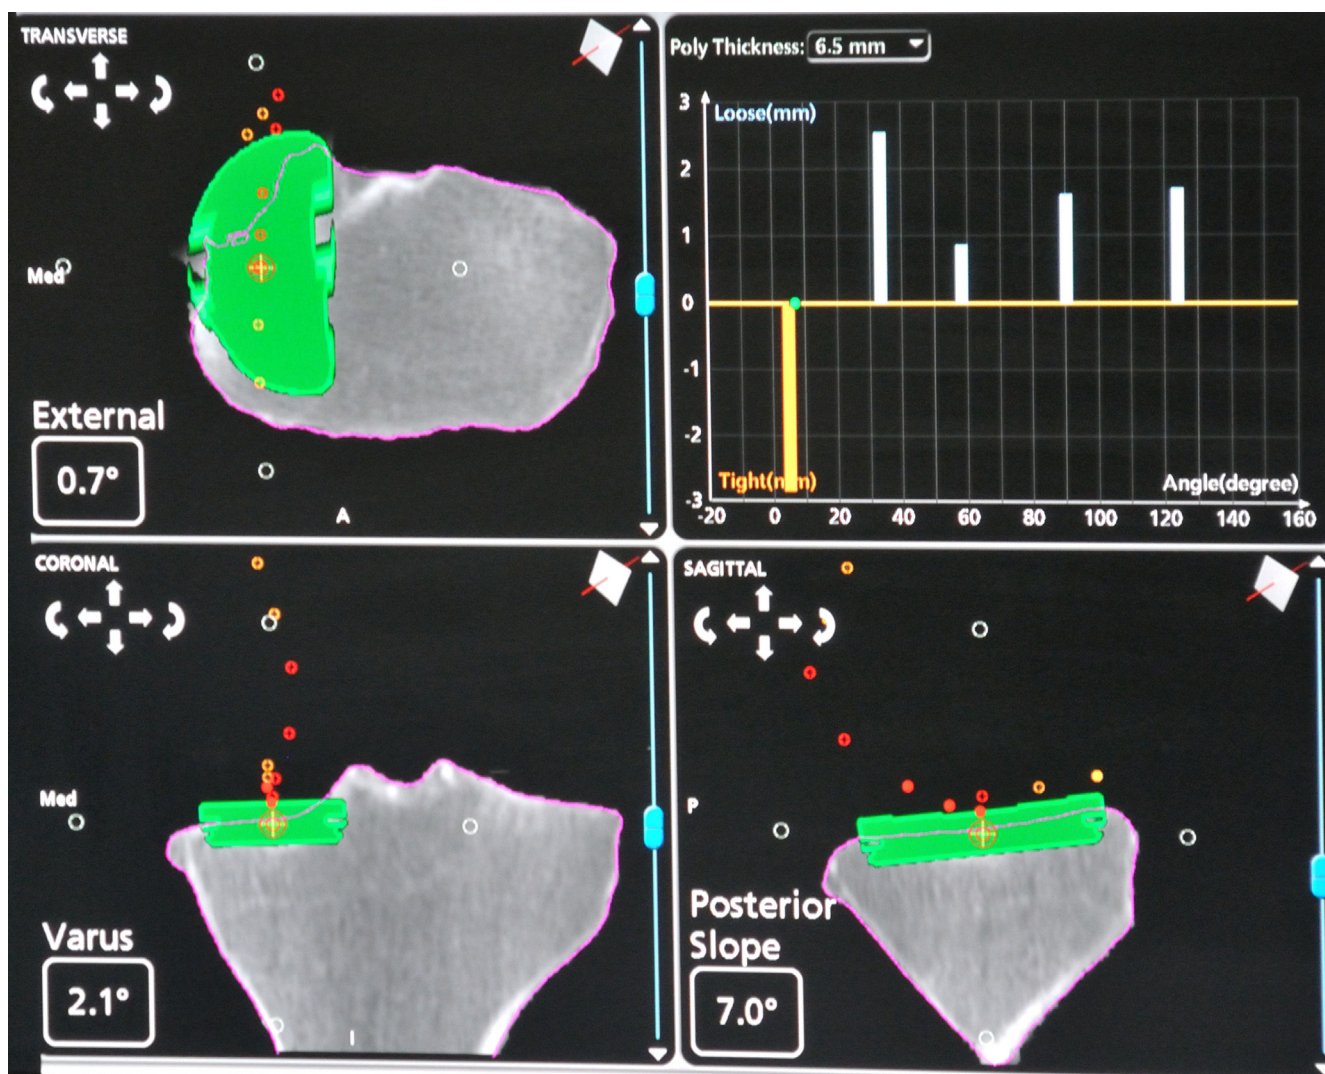 TRANSVERSE
Med
External
0.7°
A
Poly Thickness: 6.5 mm
3
Loose(mm)
2
1
0
-1
-2
Tight(mm)
Angle(degree)
-3
-20 0 20 40 60 80 100 120 140 160
CORONAL
Med
Varus
2.1°
I
SAGITTAL
P
Posterior
Slope
7.0°